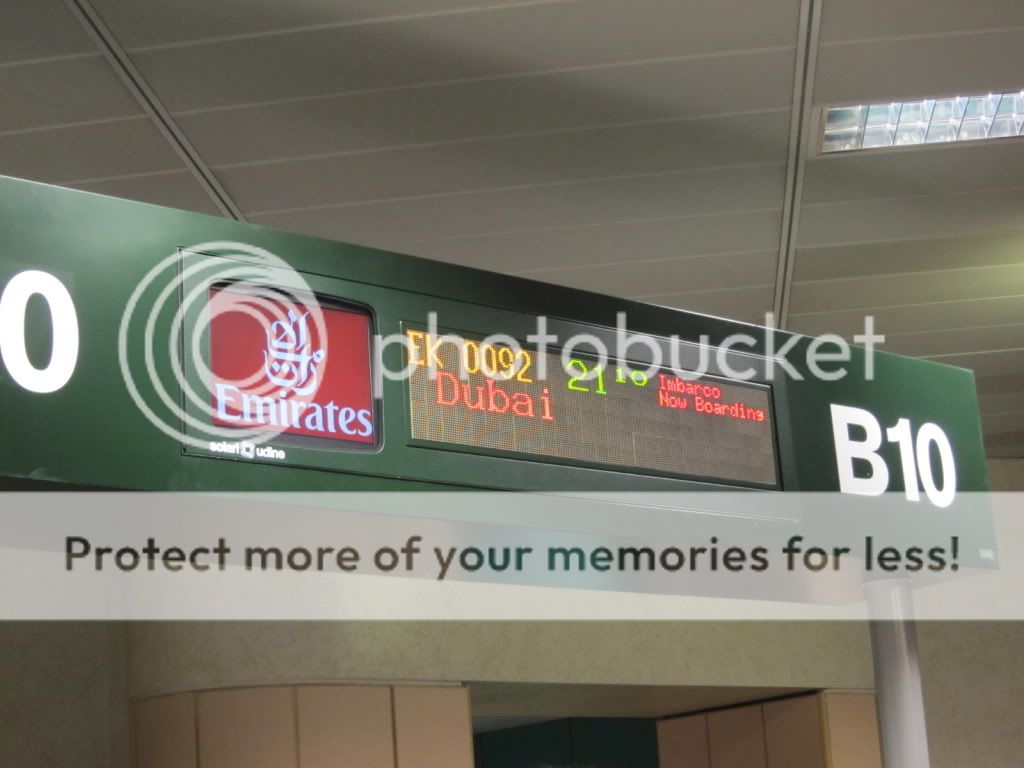 0
Emirates
solari udine
EK 0092 21 10
Dubai
Imbarco
Now Boarding
B10
photobucket
Protect more of your memories for less!